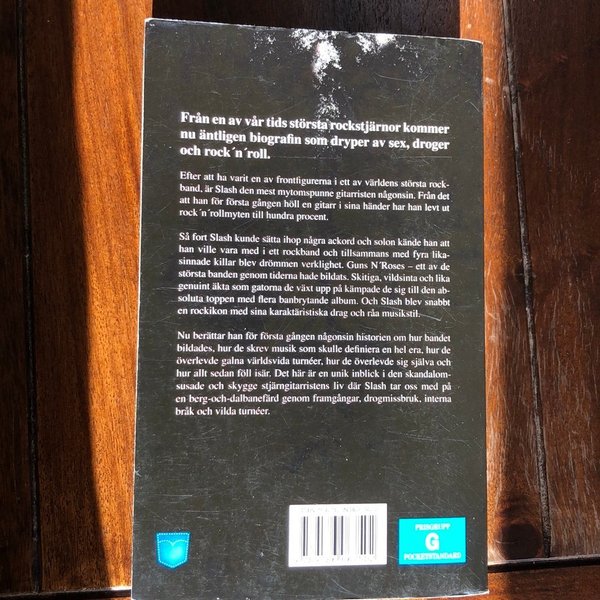 Från en av vår tids största rockstjärnor kommer
nu äntligen biografin som dryper av sex, droger
och rock´n´roll.
Efter att ha varit en av frontfigurerna i ett av världens största rock-
band, är Slash den mest mytomspunne gitarristen någonsin. Från det
att han för första gången höll en gitarr i sina händer har han levt ut
rock´n´rollmyten till hundra procent.
Så fort Slash kunde sätta ihop några ackord och solon kände han att
han ville vara med i ett rockband och tillsammans med fyra lika-
sinnade killar blev drömmen verklighet. Guns N´Roses – ett av de
största banden genom tiderna hade bildats. Skitiga, vildsinta och lika
genuint äkta som gatorna de växt upp på kämpade de sig till den ab-
soluta toppen med flera banbrytande album. Och Slash blev snabbt
en rockikon med sina karaktäristiska drag och råa musikstil.
Nu berättar han för första gången någonsin historien om hur bandet
bildades, hur de skrev musik som skulle definiera en hel era, hur de
överlevde galna världsvida turnéer, hur de överlevde sig själva och
hur allt sedan föll isär. Det här är en unik inblick i den skandalom-
susade och skygge stjärngitarristens liv där Slash tar oss med på
en berg-och-dalbanefärd genom framgångar, drogmissbruk, interna
bråk och vilda turnéer.
PRISGRUPP
G
POCKETSTANDARD